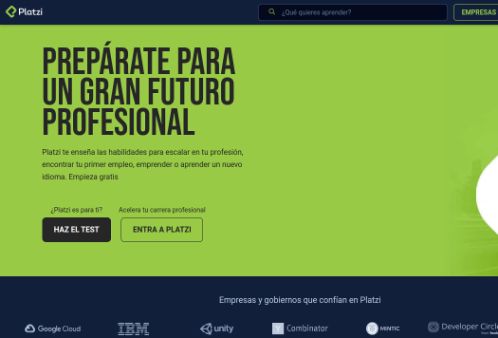 Platzi
¿Qué quieres aprender?
EMPRESAS
PREPÁRATE PARA
UN GRAN FUTURO
PROFESIONAL
Platzi te enseña las habilidades para escalar en tu profesión,
encontrar tu primer empleo, emprender o aprender un nuevo
idioma. Empieza gratis
¿Platzi es para ti? Acelera tu carrera profesional
HAZ EL TEST ENTRA A PLATZI
Empresas y gobiernos que confían en Platzi
Google Cloud IBM unity Y Combinator MINTIC Developer Circle